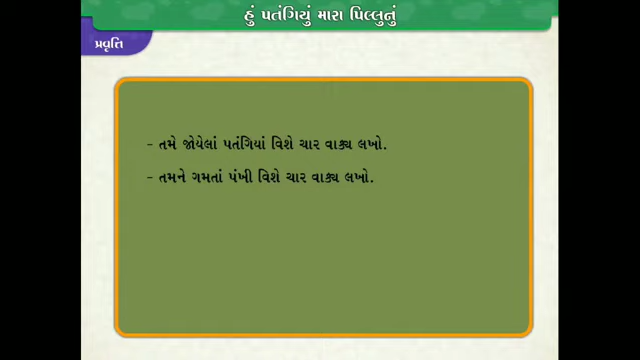 હું પતંગિયું મારા પિલ્લુનું
પ્રવૃત્તિ
- તમે જોયેલાં પતંગિયાં વિશે ચાર વાક્ય લખો.
- તમને ગમતાં પંખી વિશે ચાર વાક્ય લખો.